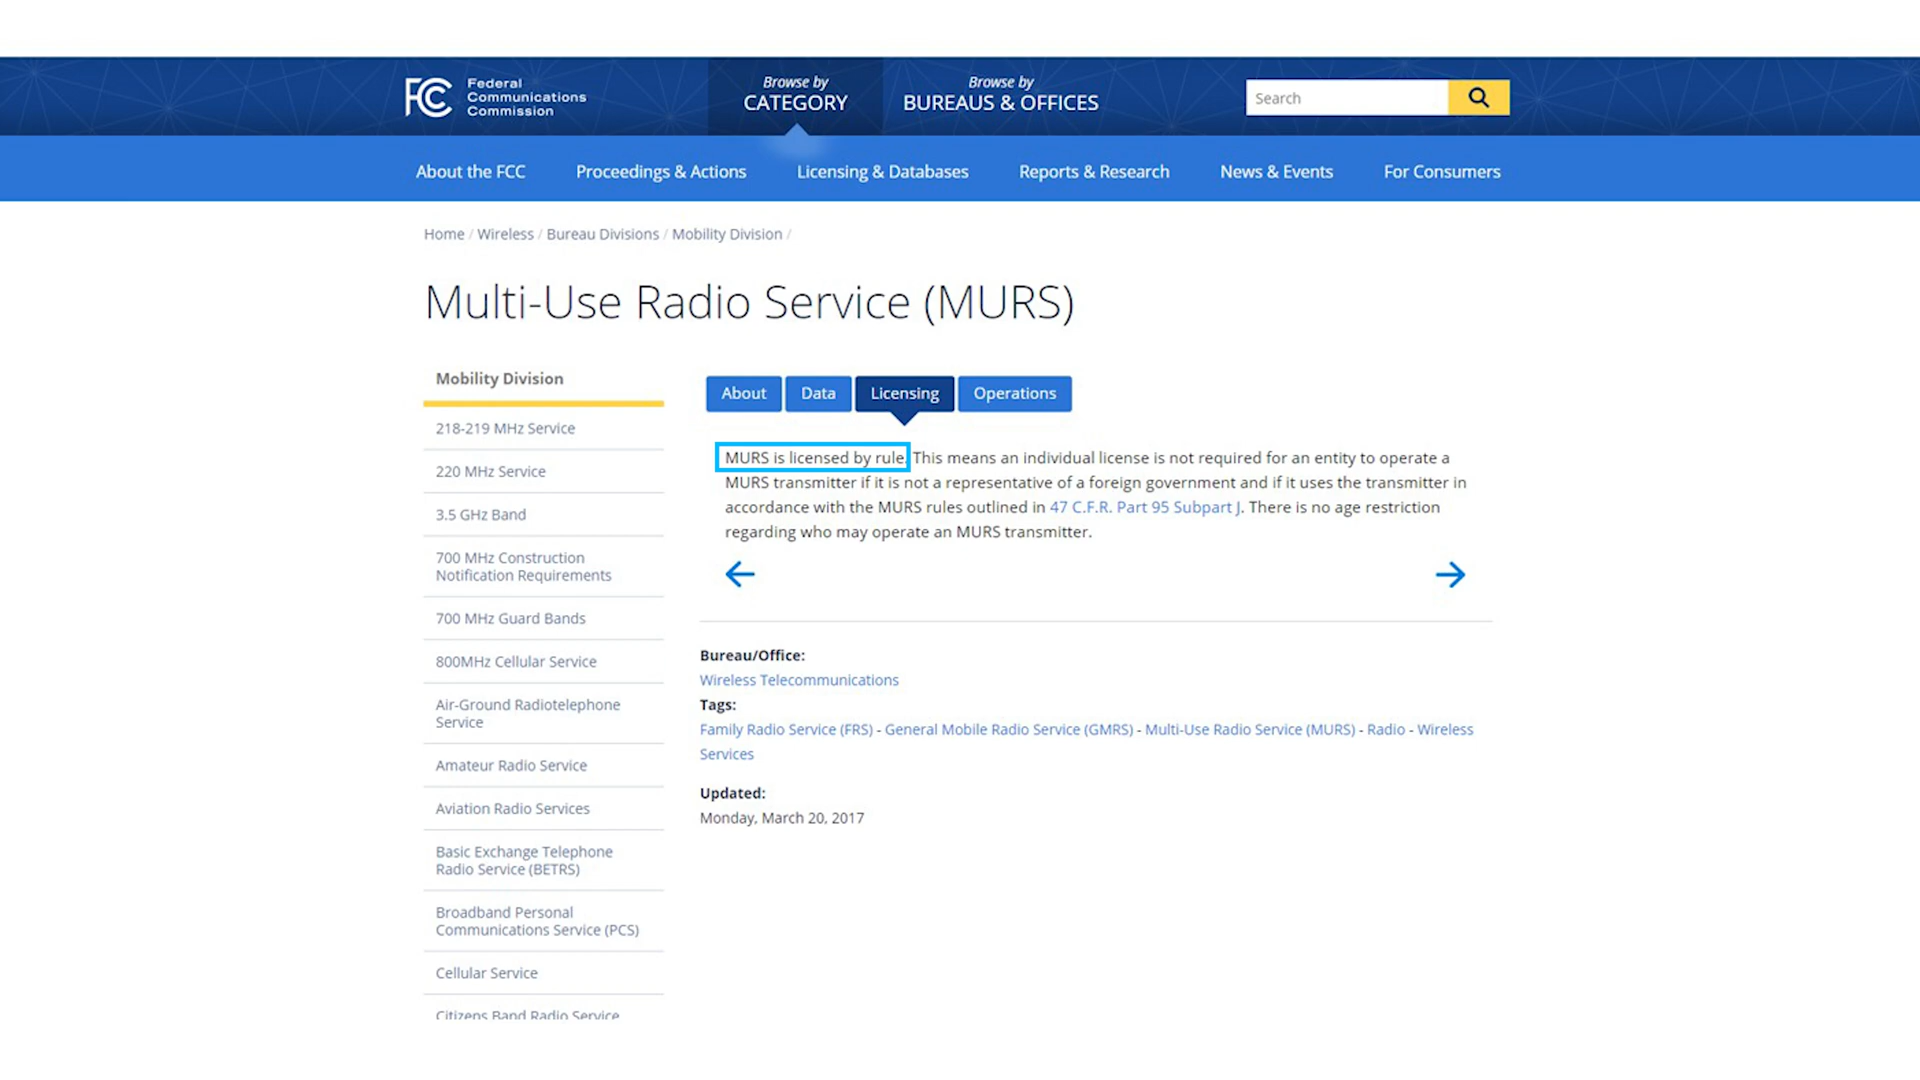 FCC
Federal
Communications
Commission
Browse by
CATEGORY
Browse by
BUREAUS & OFFICES
Search
About the FCC
Proceedings & Actions
Licensing & Databases
Reports & Research
News & Events
For Consumers
Home / Wireless / Bureau Divisions / Mobility Division /
Multi-Use Radio Service (MURS)
Mobility Division
218-219 MHz Service
220 MHz Service
3.5 GHz Band
700 MHz Construction
Notification Requirements
700 MHz Guard Bands
800MHz Cellular Service
Air-Ground Radiotelephone
Service
Amateur Radio Service
Aviation Radio Services
Basic Exchange Telephone
Radio Service (BETRS)
Broadband Personal
Communications Service (PCS)
Cellular Service
Citizens Band Radio Service
About
Data
Licensing
Operations
MURS is licensed by rule. This means an individual license is not required for an entity to operate a
MURS transmitter if it is not a representative of a foreign government and if it uses the transmitter in
accordance with the MURS rules outlined in 47 C.F.R. Part 95 Subpart J. There is no age restriction
regarding who may operate an MURS transmitter.
Bureau/Office:
Wireless Telecommunications
Tags:
Family Radio Service (FRS) - General Mobile Radio Service (GMRS) - Multi-Use Radio Service (MURS) - Radio - Wireless
Services
Updated:
Monday, March 20, 2017